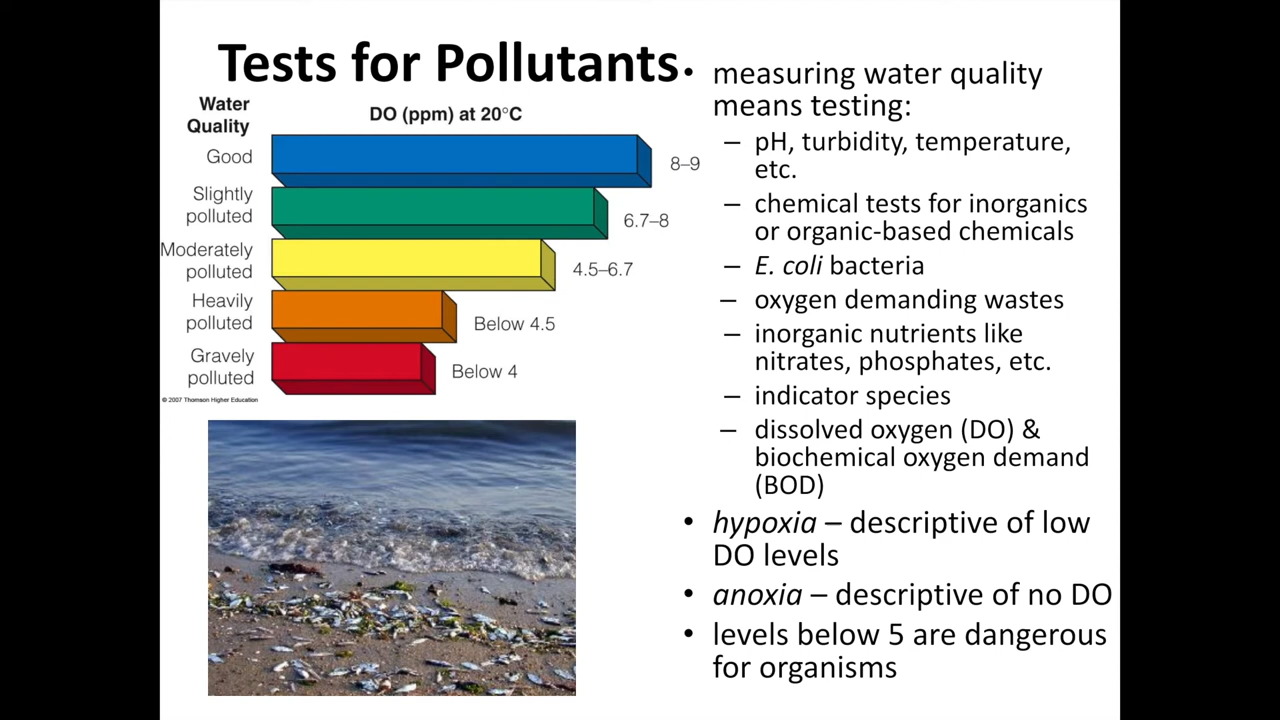 Tests for Pollutants
Water
Quality
DO (ppm) at 20°C
Good
8–9
Slightly
polluted
6.7–8
Moderately
polluted
4.5–6.7
Heavily
polluted
Below 4.5
Gravely
polluted
Below 4
© 2007 Thomson Higher Education
• measuring water quality
means testing:
– pH, turbidity, temperature,
etc.
– chemical tests for inorganics
or organic-based chemicals
– E. coli bacteria
– oxygen demanding wastes
– inorganic nutrients like
nitrates, phosphates, etc.
– indicator species
– dissolved oxygen (DO) &
biochemical oxygen demand
(BOD)
• hypoxia – descriptive of low
DO levels
• anoxia – descriptive of no DO
• levels below 5 are dangerous
for organisms